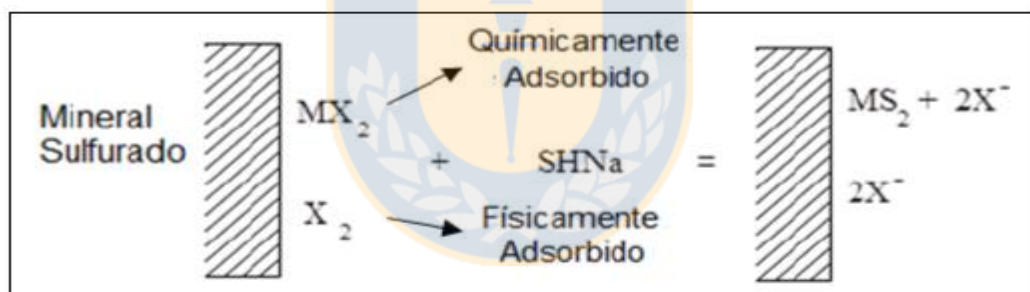 Químicamente
Adsorbido
Mineral
Sulfurado
MX₂
+ SHNa =
MS₂ + 2X⁻
X₂
Físicamente
Adsorbido
2X⁻